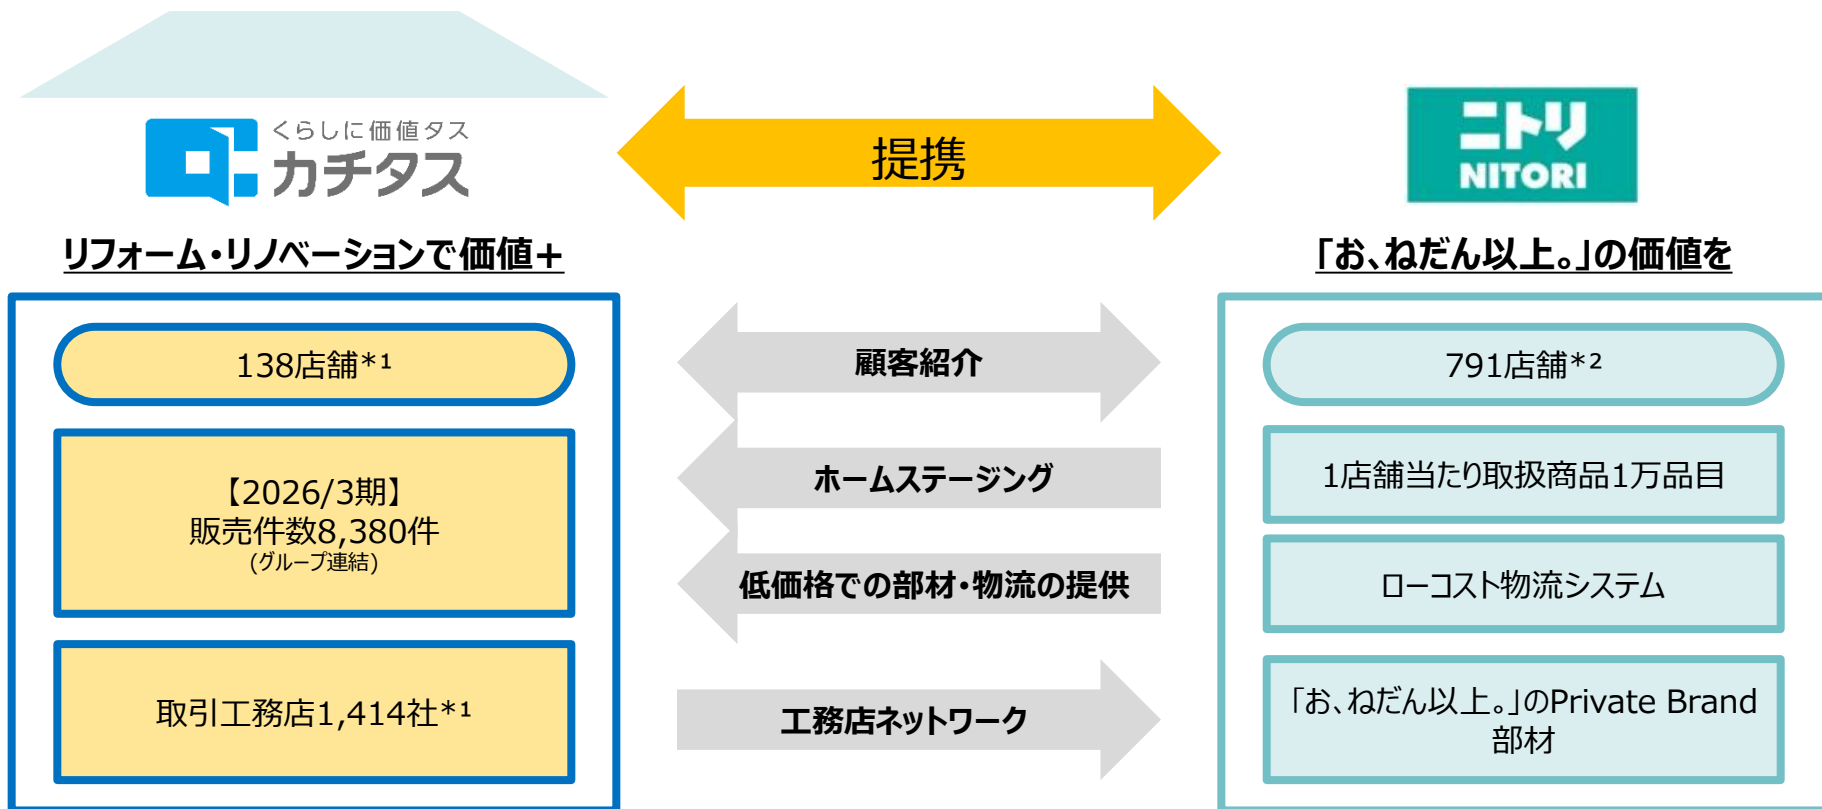 くらしに価値タス
カチタス
提携
ニトリ
NITORI
リフォーム・リノベーションで価値+
「お、ねだん以上。」の価値を
138店舗*1
【2026/3期】
販売件数8,380件
(グループ連結)
取引工務店1,414社*1
顧客紹介
ホームステージング
低価格での部材・物流の提供
工務店ネットワーク
791店舗*2
1店舗当たり取扱商品1万品目
ローコスト物流システム
「お、ねだん以上。」のPrivate Brand
部材